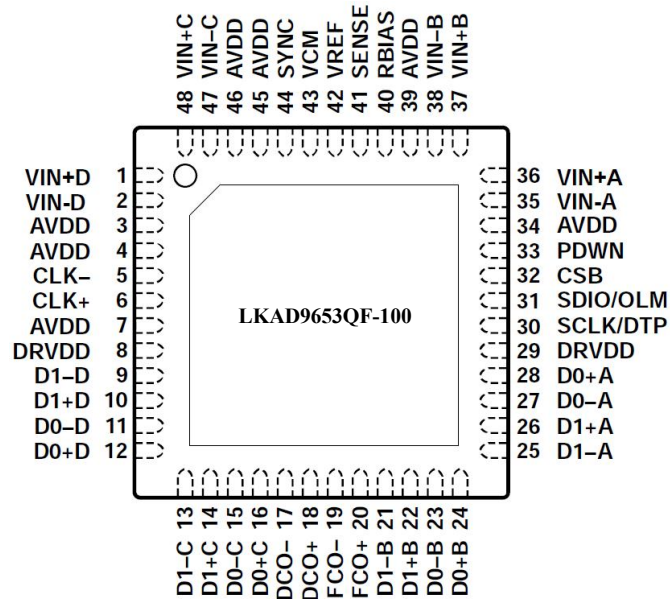 48 VIN+C
47 VIN–C
46 AVDD
45 AVDD
44 SYNC
43 VCM
42 VREF
41 SENSE
40 RBIAS
39 AVDD
38 VIN–B
37 VIN+B
VIN+D 1
VIN-D 2
AVDD 3
AVDD 4
CLK– 5
CLK+ 6
AVDD 7
DRVDD 8
D1–D 9
D1+D 10
D0–D 11
D0+D 12
LKAD9653QF-100
36 VIN+A
35 VIN-A
34 AVDD
33 PDWN
32 CSB
31 SDIO/OLM
30 SCLK/DTP
29 DRVDD
28 D0+A
27 D0–A
26 D1+A
25 D1–A
D1–C 13
D1+C 14
D0–C 15
D0+C 16
DCO– 17
DCO+ 18
FCO– 19
FCO+ 20
D1–B 21
D1+B 22
D0–B 23
D0+B 24